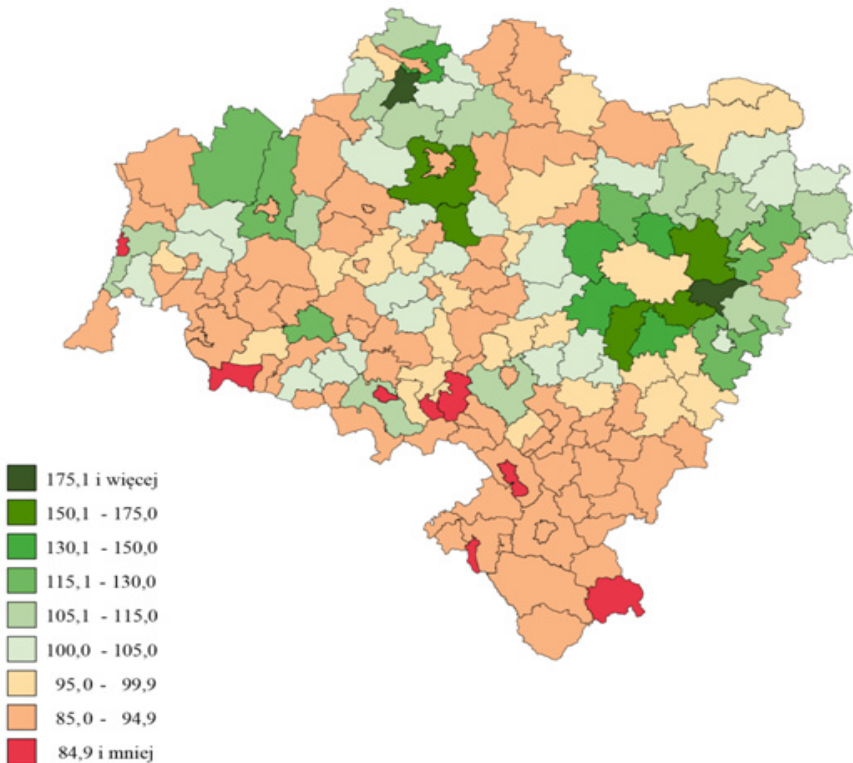 175,1 i więcej
150,1 - 175,0
130,1 - 150,0
115,1 - 130,0
105,1 - 115,0
100,0 - 105,0
95,0 - 99,9
85,0 - 94,9
84,9 i mniej